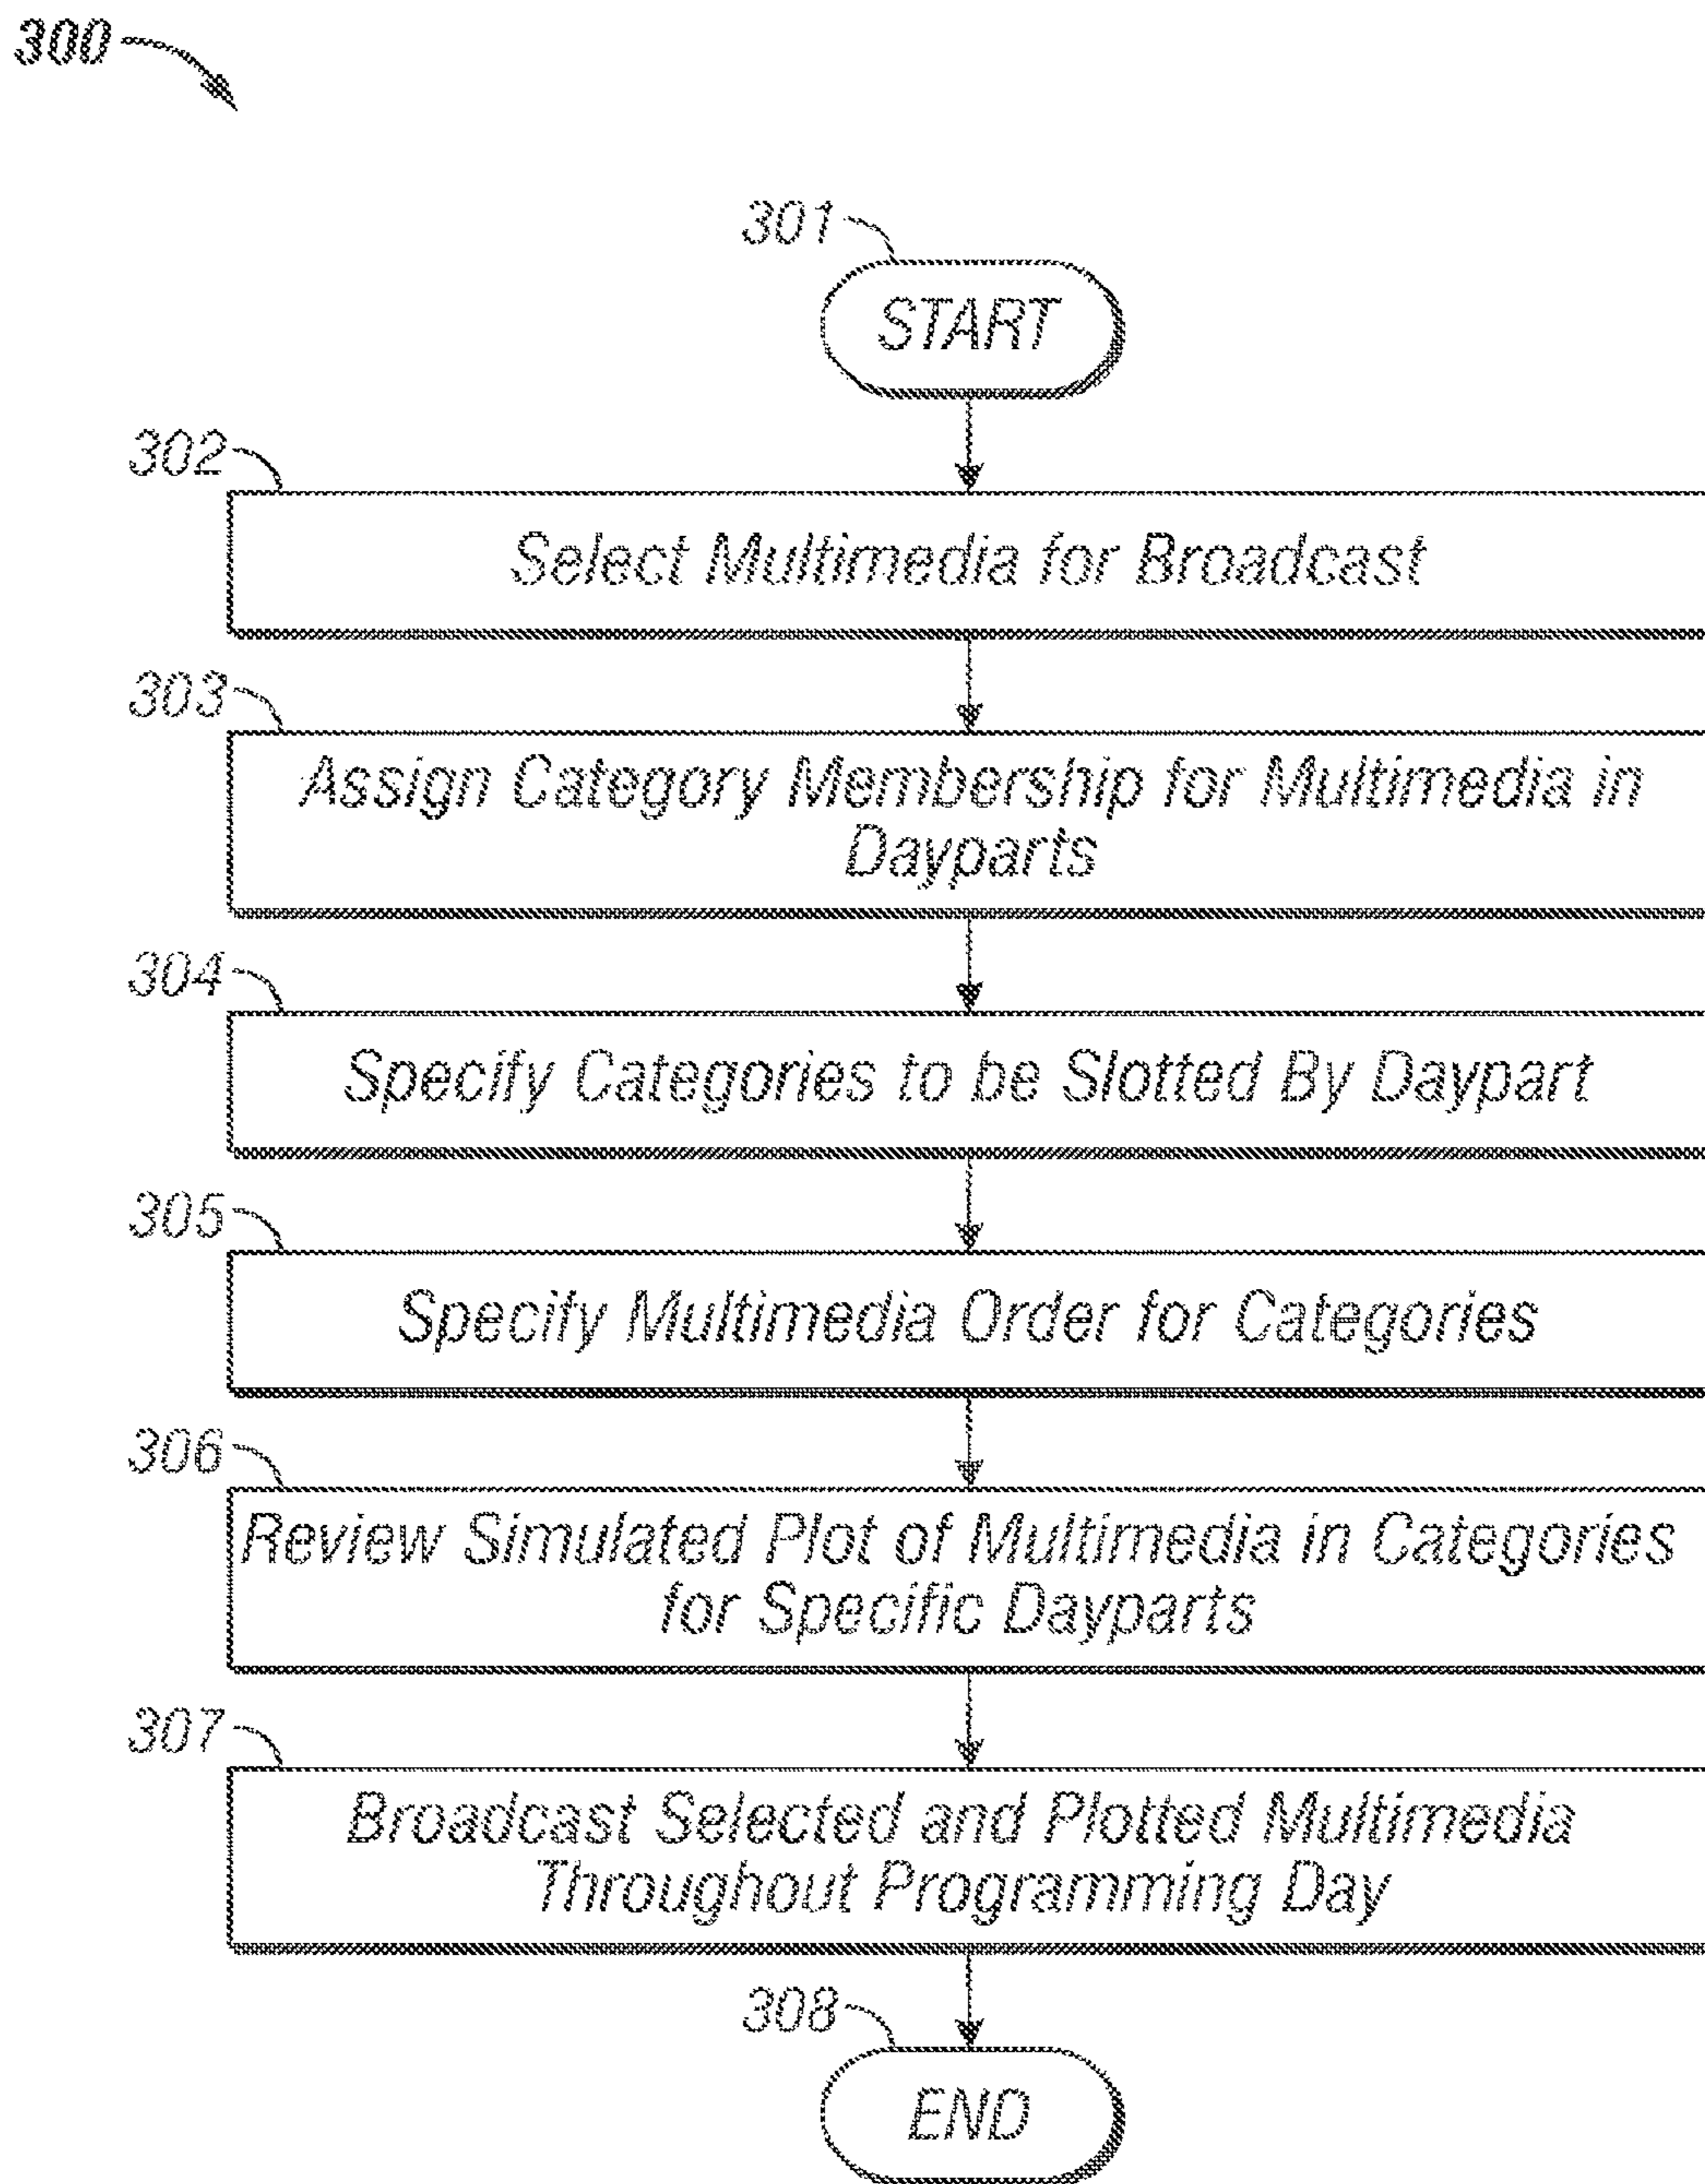 300
301
START
302
Select Multimedia for Broadcast
303
Assign Category Membership for Multimedia in
Dayparts
304
Specify Categories to be Slotted By Daypart
305
Specify Multimedia Order for Categories
306
Review Simulated Plot of Multimedia in Categories
for Specific Dayparts
307
Broadcast Selected and Plotted Multimedia
Throughout Programming Day
308
END